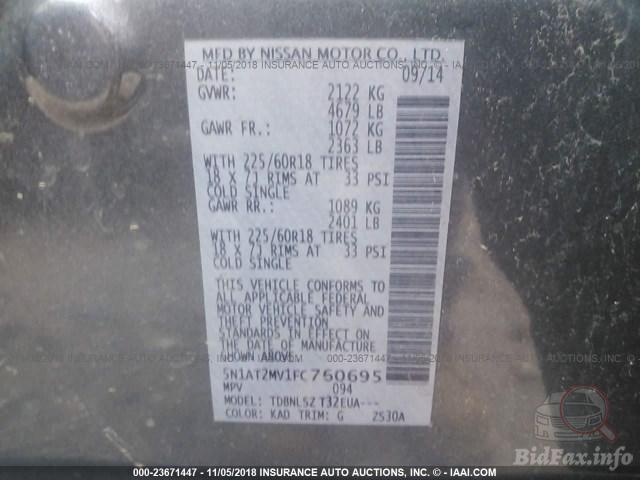 MFD BY NISSAN MOTOR CO., LTD.
DATE: 09/14
GVWR: 2122 KG
4679 LB
GAWR FR.: 1072 KG
2363 LB
WITH 225/60R18 TIRES
18 X 7J RIMS AT 33 PSI
COLD SINGLE
GAWR RR.: 1089 KG
2401 LB
WITH 225/60R18 TIRES
18 X 7J RIMS AT 33 PSI
COLD SINGLE
THIS VEHICLE CONFORMS TO
ALL APPLICABLE FEDERAL
MOTOR VEHICLE SAFETY AND
THEFT PREVENTION
STANDARDS IN EFFECT ON
THE DATE OF MANUFACTURE
SHOWN ABOVE.
5N1AT2MV1FC760695
MPV 094
MODEL: TDBNLSZ T32EUA---
COLOR: KAD TRIM: G 2S30A
000-23671447 - 11/05/2018 INSURANCE AUTO AUCTIONS, INC. - © IAAI.COM
BidFax.info